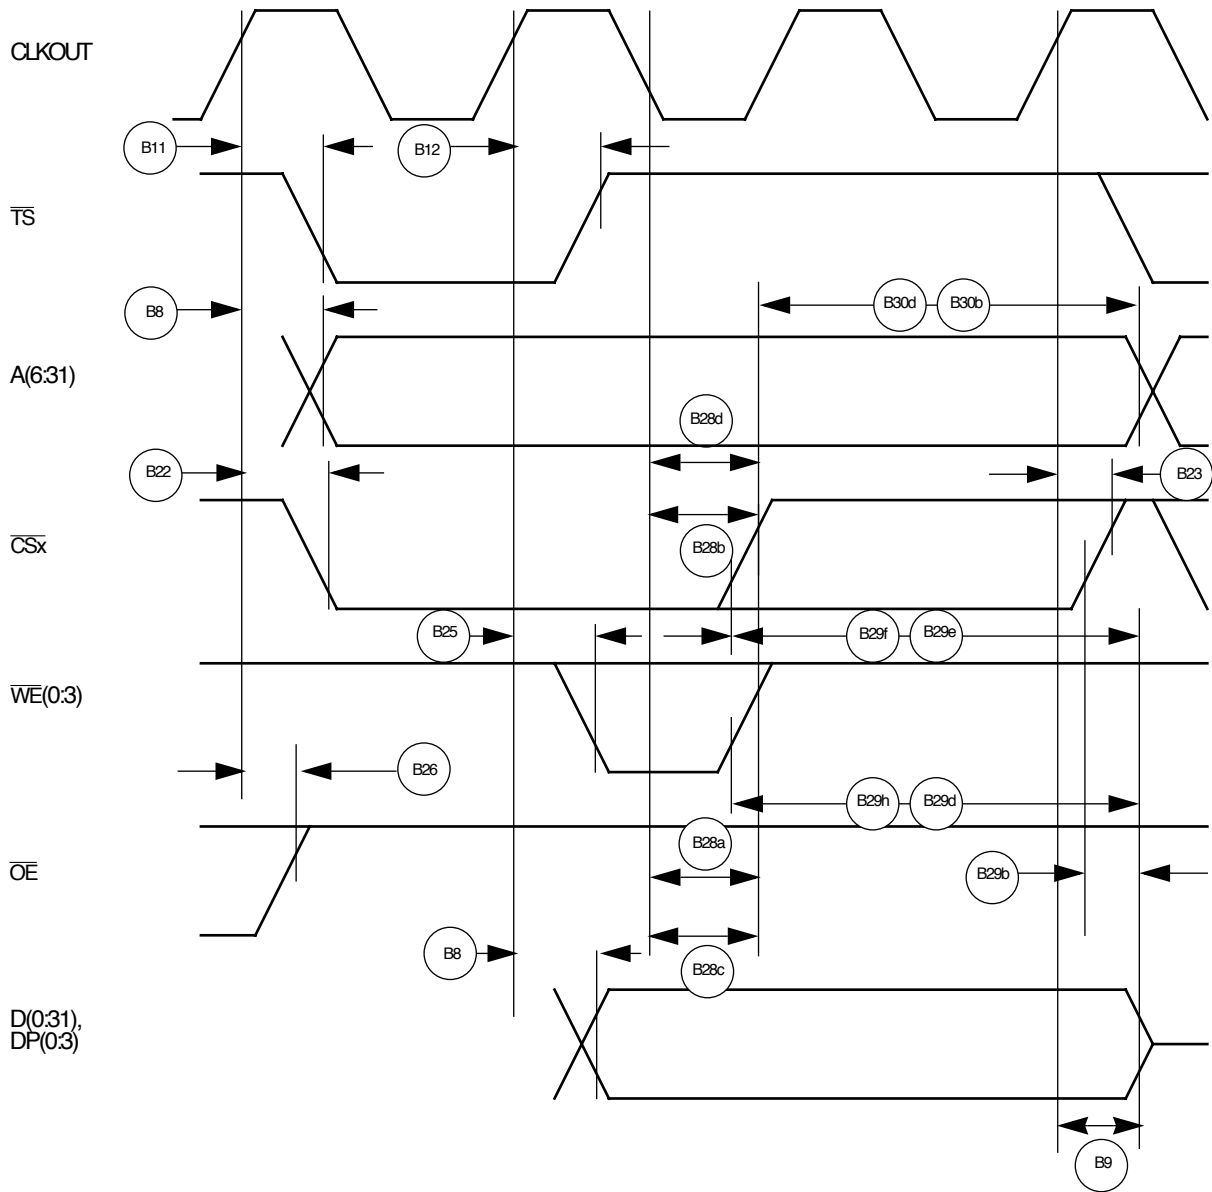 CLKOUT
B11
B12
TS
B8
B30d
B30b
A(6:31)
B28d
B22
B23
CSx
B28b
B25
B29f
B29e
WE(0:3)
B26
B29h
B29d
B28a
OE
B29b
B8
B28c
D(0:31),
DP(0:3)
B9